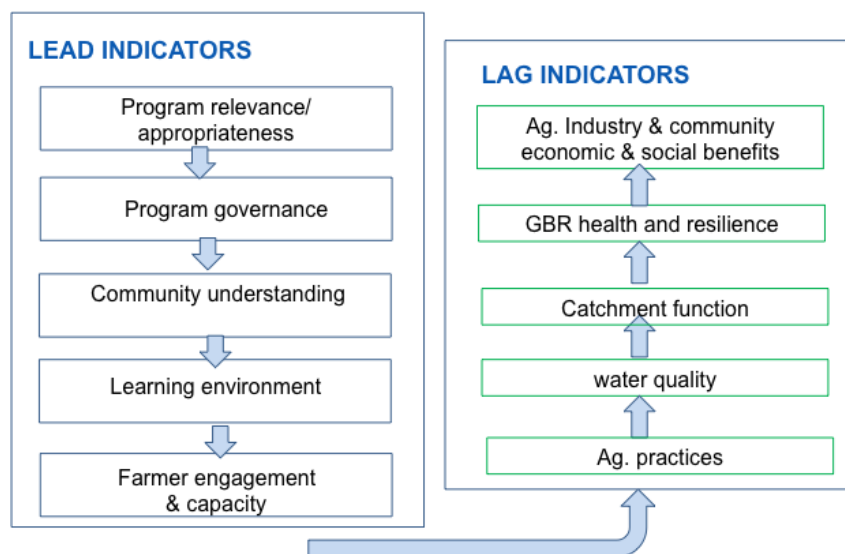 LEAD INDICATORS
Program relevance/
appropriateness
Program governance
Community understanding
Learning environment
Farmer engagement
& capacity
LAG INDICATORS
Ag. Industry & community
economic & social benefits
GBR health and resilience
Catchment function
water quality
Ag. practices